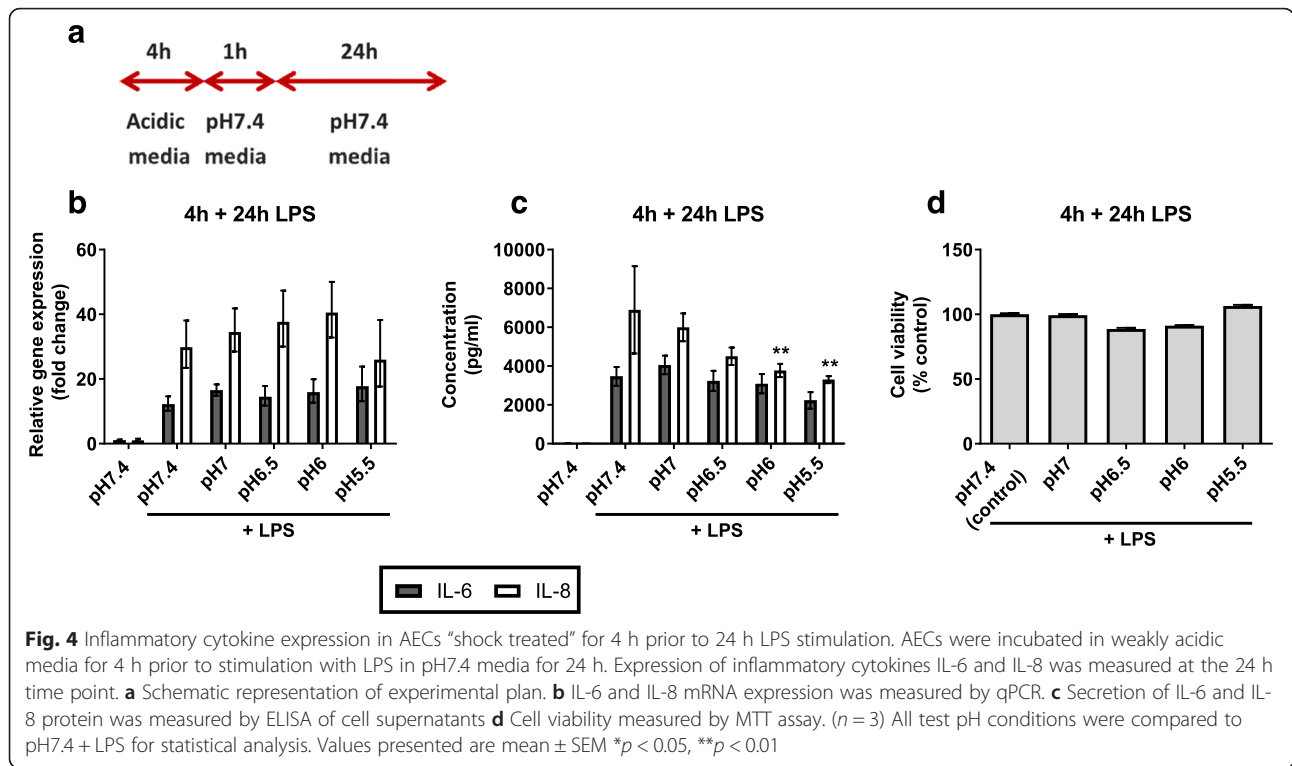 a
4h 1h 24h
Acidic media pH7.4 media pH7.4 media
b
4h + 24h LPS
Relative gene expression (fold change)
60
40
20
0
pH7.4 pH7.4 pH7 pH6.5 pH6 pH5.5
+ LPS
c
4h + 24h LPS
Concentration (pg/ml)
10000
8000
6000
4000
2000
0
** **
pH7.4 pH7.4 pH7 pH6.5 pH6 pH5.5
+ LPS
d
4h + 24h LPS
Cell viability (% control)
150
100
50
0
pH7.4 (control) pH7 pH6.5 pH6 pH5.5
+ LPS
IL-6 IL-8
Fig. 4 Inflammatory cytokine expression in AECs “shock treated” for 4 h prior to 24 h LPS stimulation. AECs were incubated in weakly acidic
media for 4 h prior to stimulation with LPS in pH7.4 media for 24 h. Expression of inflammatory cytokines IL-6 and IL-8 was measured at the 24 h
time point. a Schematic representation of experimental plan. b IL-6 and IL-8 mRNA expression was measured by qPCR. c Secretion of IL-6 and IL-
8 protein was measured by ELISA of cell supernatants d Cell viability measured by MTT assay. (n = 3) All test pH conditions were compared to
pH7.4 + LPS for statistical analysis. Values presented are mean ± SEM *p < 0.05, **p < 0.01